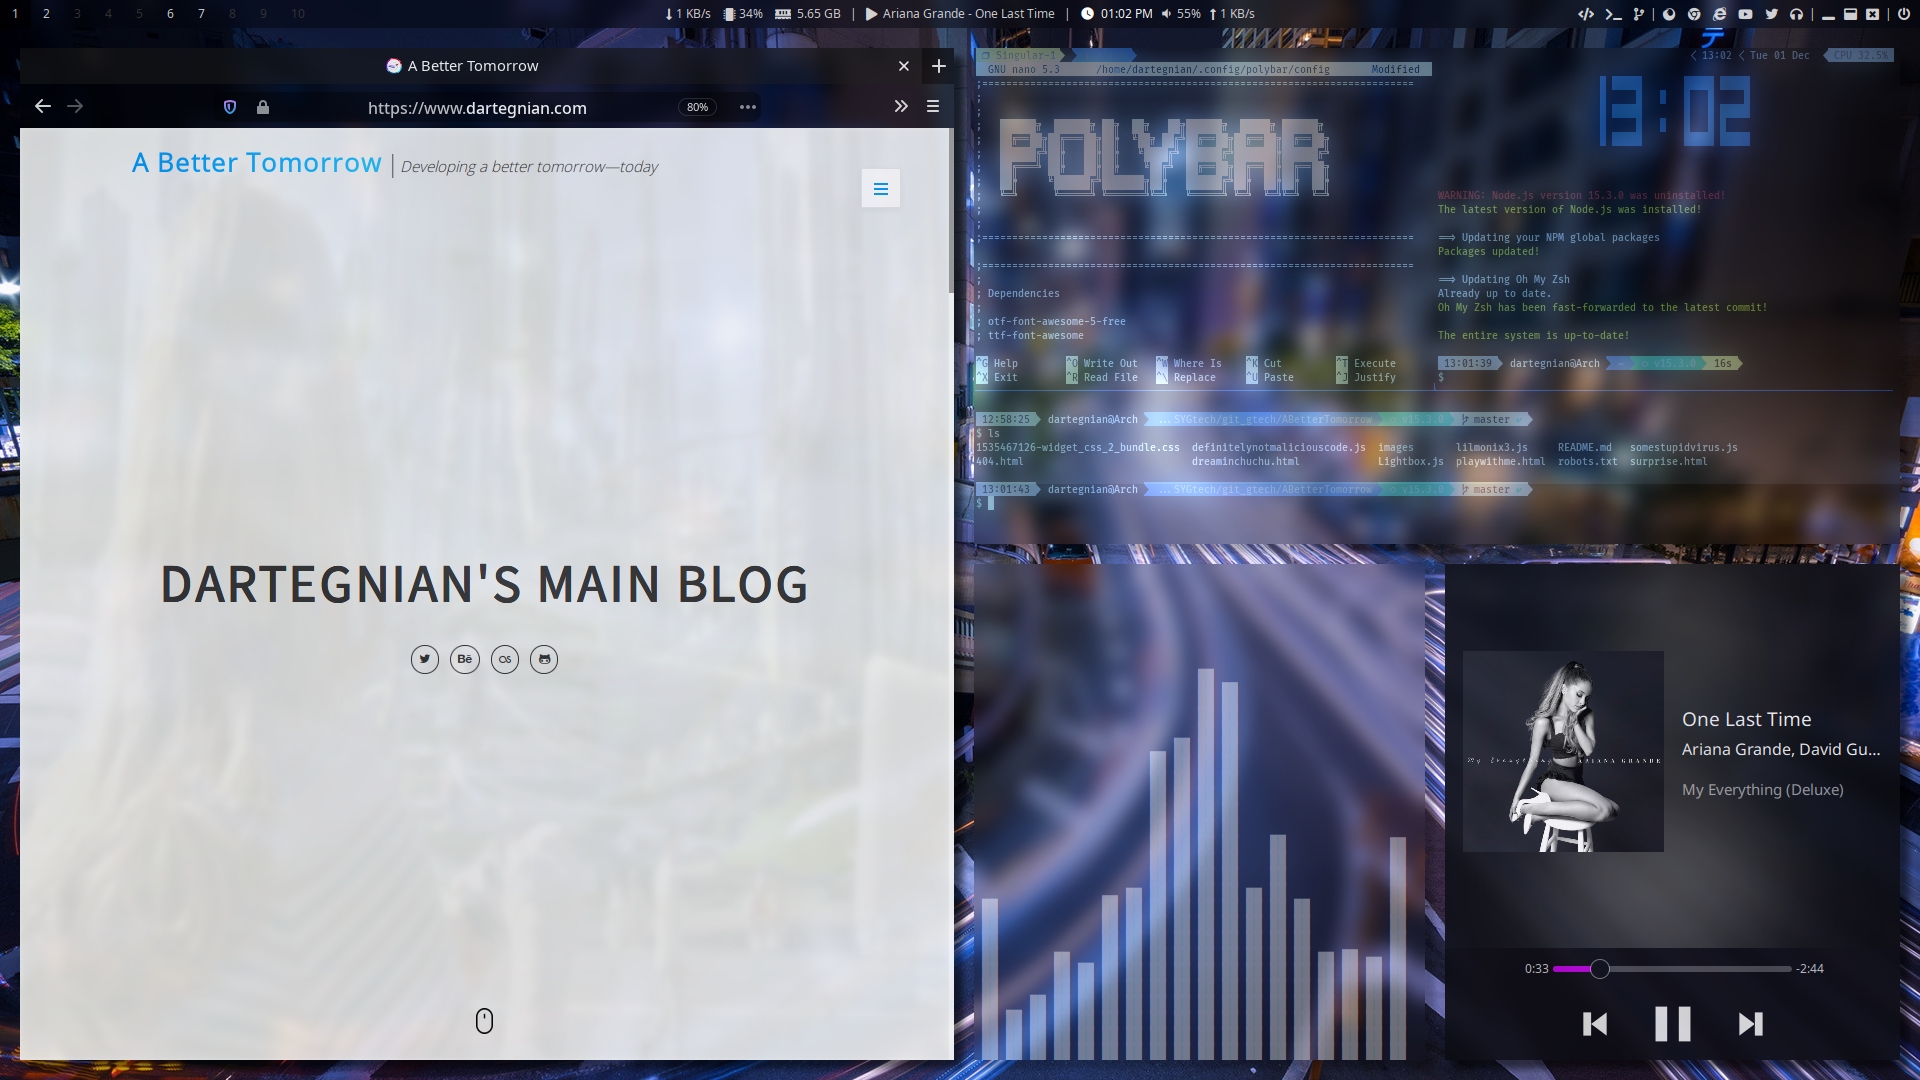 1 2 3 4 5 6 7 8 9 10
1 KB/s 34% 5.65 GB | Ariana Grande - One Last Time | 01:02 PM 55% 1 KB/s
A Better Tomorrow
https://www.dartegnian.com 80%
A Better Tomorrow | Developing a better tomorrow—today
DARTEGNIAN'S MAIN BLOG
Bē
Singular-1
13:02 Tue 01 Dec CPU 32.5%
GNU nano 5.3 /home/dartegnian/.config/polybar/config Modified
POLYBAR
; Dependencies
; otf-font-awesome-5-free
; ttf-font-awesome
^G Help ^O Write Out ^W Where Is ^K Cut ^T Execute
^X Exit ^R Read File ^\ Replace ^U Paste ^J Justify
13:02
WARNING: Node.js version 15.3.0 was uninstalled!
The latest version of Node.js was installed!
==> Updating your NPM global packages
Packages updated!
==> Updating Oh My Zsh
Already up to date.
Oh My Zsh has been fast-forwarded to the latest commit!
The entire system is up-to-date!
13:01:39 dartegnian@Arch ~ v15.3.0 16s
$
12:58:25 dartegnian@Arch ... SYGtech/git_gtech/ABetterTomorrow v15.3.0 master
$ ls
1535467126-widget_css_2_bundle.css definitelynotmaliciouscode.js images lilmonix3.js README.md somestupidvirus.js
404.html dreaminchuchu.html Lightbox.js playwithme.html robots.txt surprise.html
13:01:43 dartegnian@Arch ... SYGtech/git_gtech/ABetterTomorrow v15.3.0 master
$
My Everything ARIANA GRANDE
One Last Time
Ariana Grande, David Gu...
My Everything (Deluxe)
0:33 -2:44